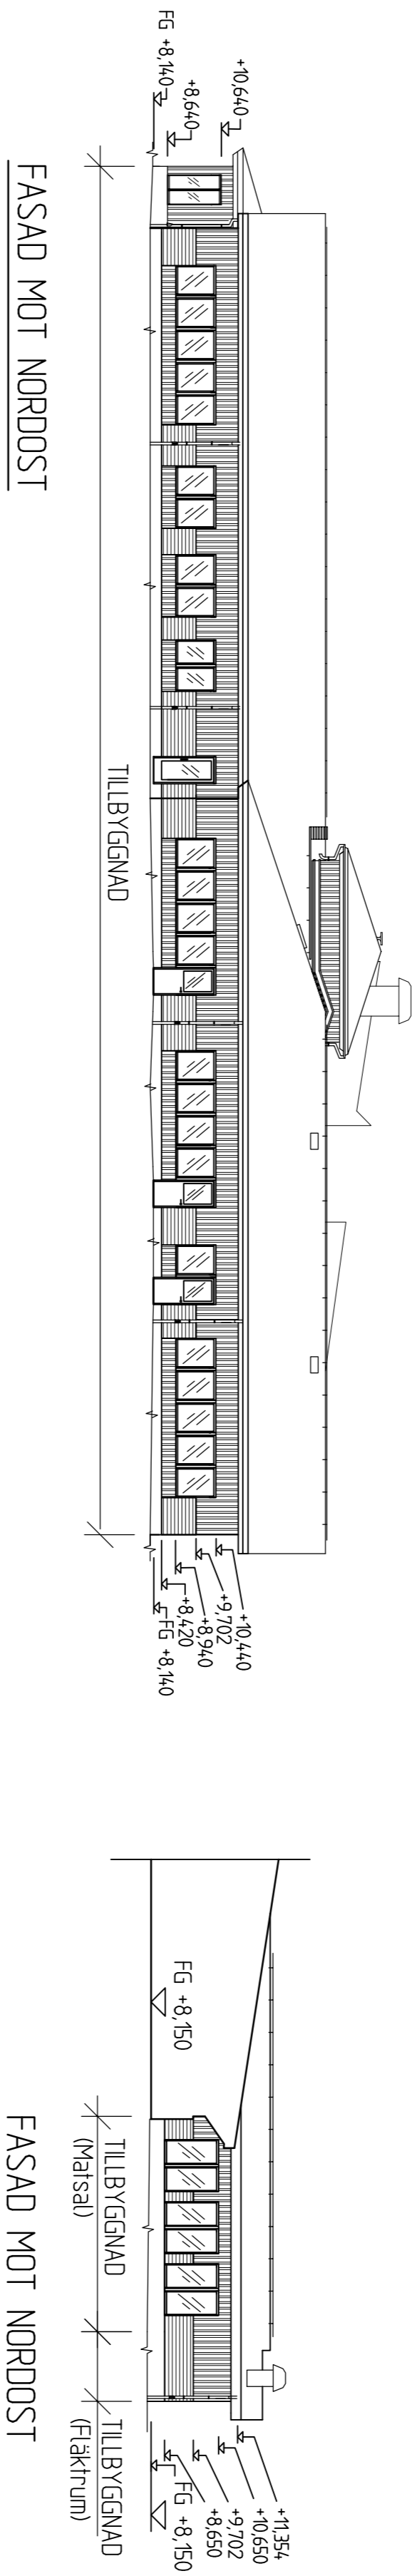 +10,640
+8,640
FG +8,140
TILLBYGGNAD
FASAD MOT NORDOST
+10,440
+9,702
+8,940
+8,420
FG +8,140
FG +8,150
TILLBYGGNAD
(Matsal)
TILLBYGGNAD
(Fläktrum)
+11,354
+10,650
+9,702
+8,650
FG +8,150
FASAD MOT NORDOST